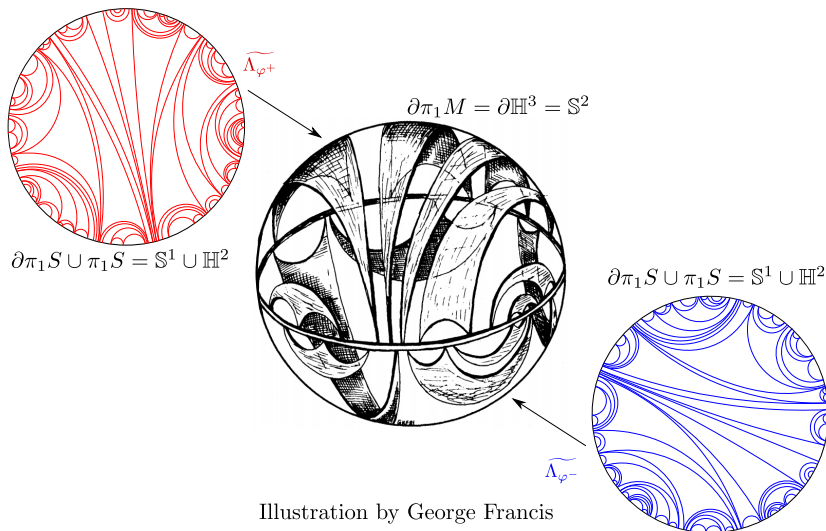 $\widetilde{\Lambda_{\varphi^+}}$
$\partial\pi_1 M = \partial\mathbb{H}^3 = \mathbb{S}^2$
$\partial\pi_1 S \cup \pi_1 S = \mathbb{S}^1 \cup \mathbb{H}^2$
$\partial\pi_1 S \cup \pi_1 S = \mathbb{S}^1 \cup \mathbb{H}^2$
$\widetilde{\Lambda_{\varphi^-}}$
Illustration by George Francis